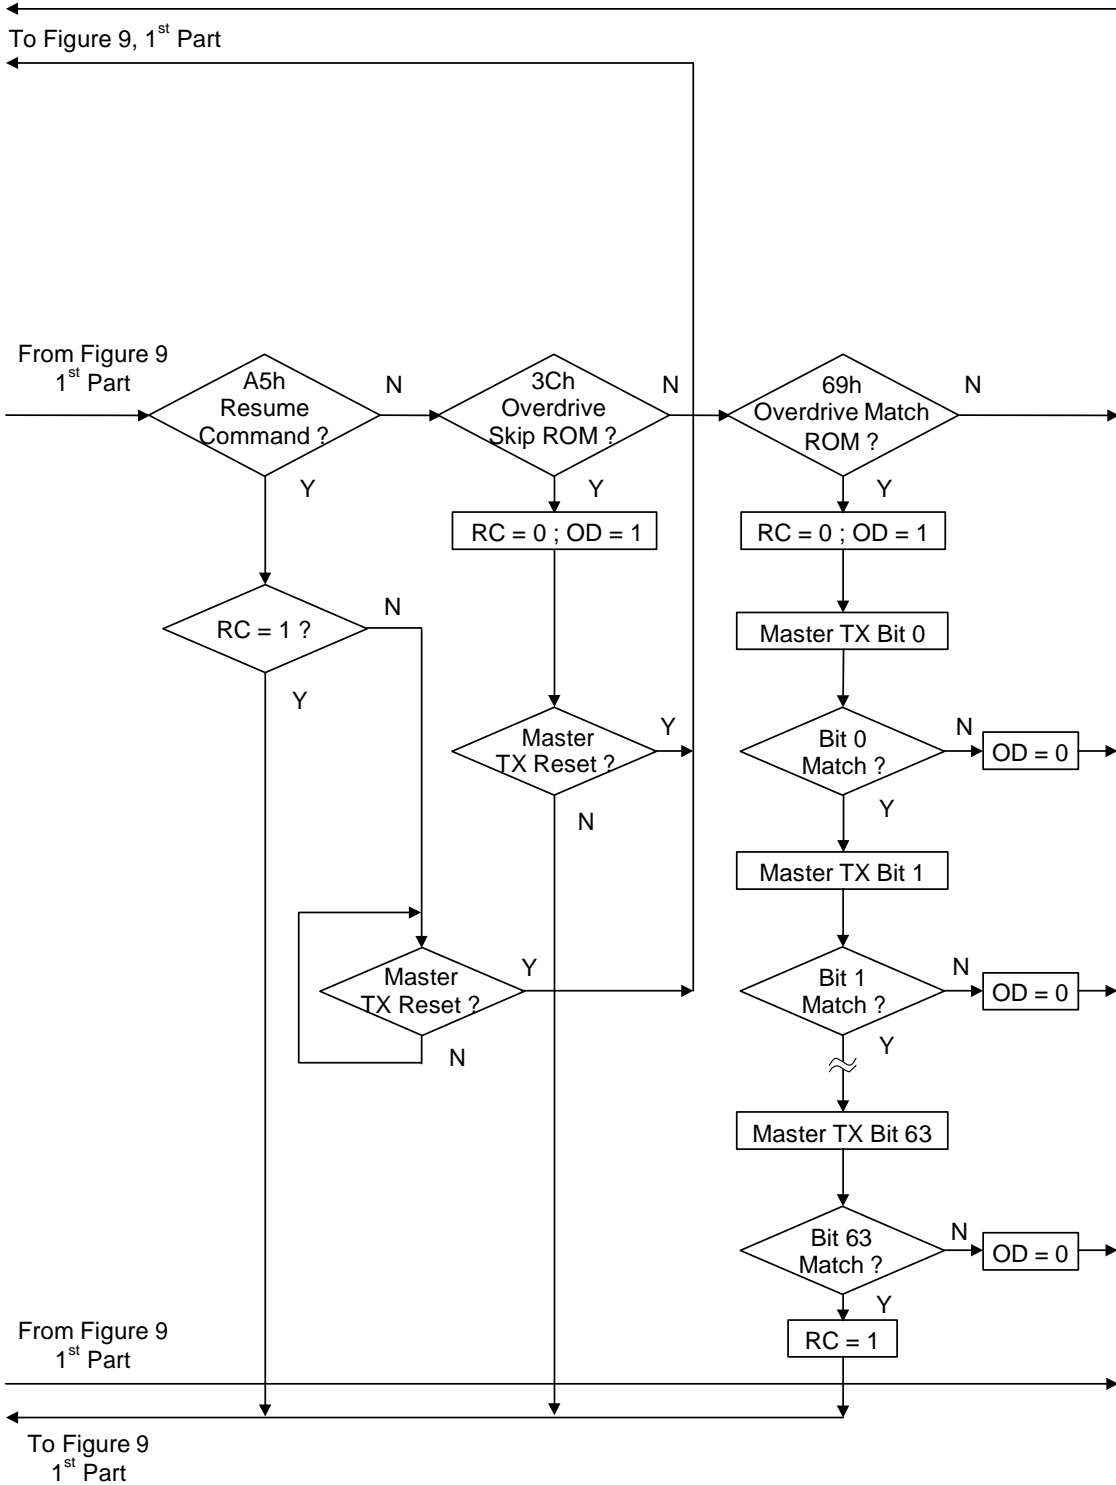 To Figure 9, 1st Part
From Figure 9
1st Part
A5h
Resume
Command ?
N
Y
3Ch
Overdrive
Skip ROM ?
N
Y
69h
Overdrive Match
ROM ?
N
Y
RC = 0 ; OD = 1
RC = 0 ; OD = 1
RC = 1 ?
N
Y
Master TX Bit 0
Master
TX Reset ?
Y
N
Bit 0
Match ?
N
OD = 0
Y
Master TX Bit 1
Master
TX Reset ?
Y
N
Bit 1
Match ?
N
OD = 0
Y
Master TX Bit 63
Bit 63
Match ?
N
OD = 0
Y
RC = 1
From Figure 9
1st Part
To Figure 9
1st Part